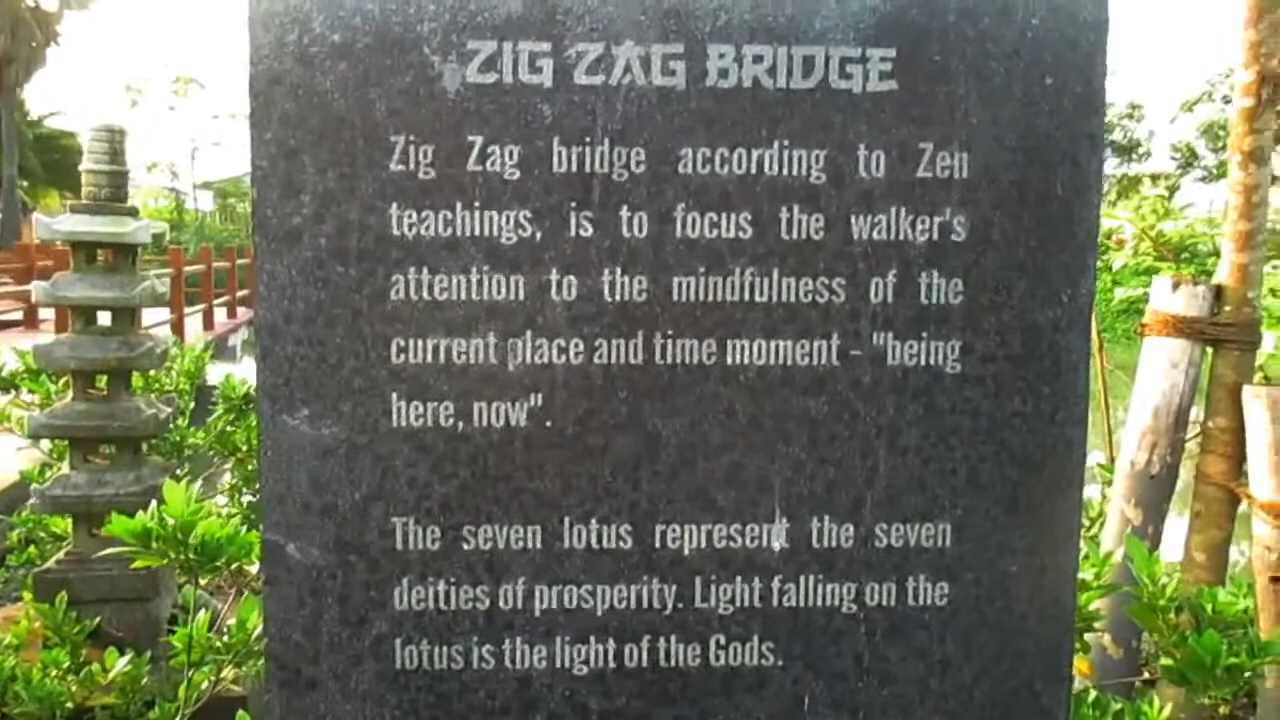 ZIG ZAG BRIDGE
Zig Zag bridge according to Zen
teachings, is to focus the walker's
attention to the mindfulness of the
current place and time moment - "being
here, now".
The seven lotus represent the seven
deities of prosperity. Light falling on the
lotus is the light of the Gods.